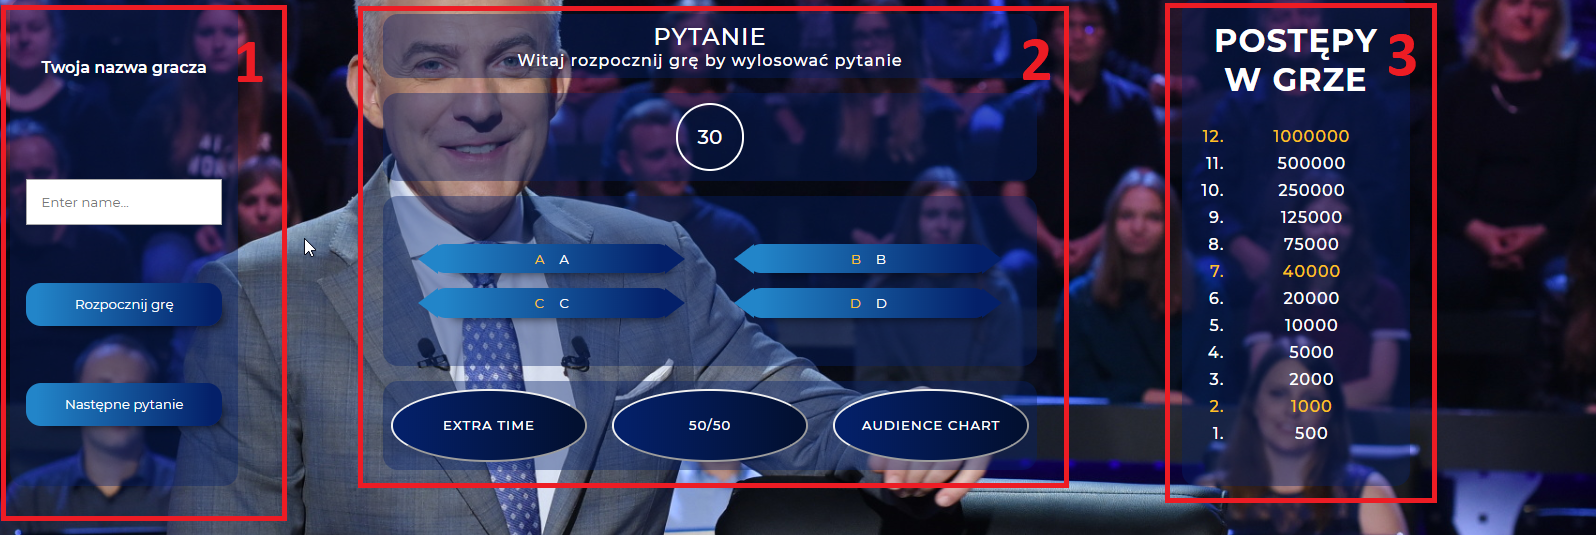 1
Twoja nazwa gracza
Enter name...
Rozpocznij grę
Następne pytanie
2
PYTANIE
Witaj rozpocznij grę by wylosować pytanie
30
A A
B B
C C
D D
EXTRA TIME
50/50
AUDIENCE CHART
3
POSTĘPY
W GRZE
12. 1000000
11. 500000
10. 250000
9. 125000
8. 75000
7. 40000
6. 20000
5. 10000
4. 5000
3. 2000
2. 1000
1. 500